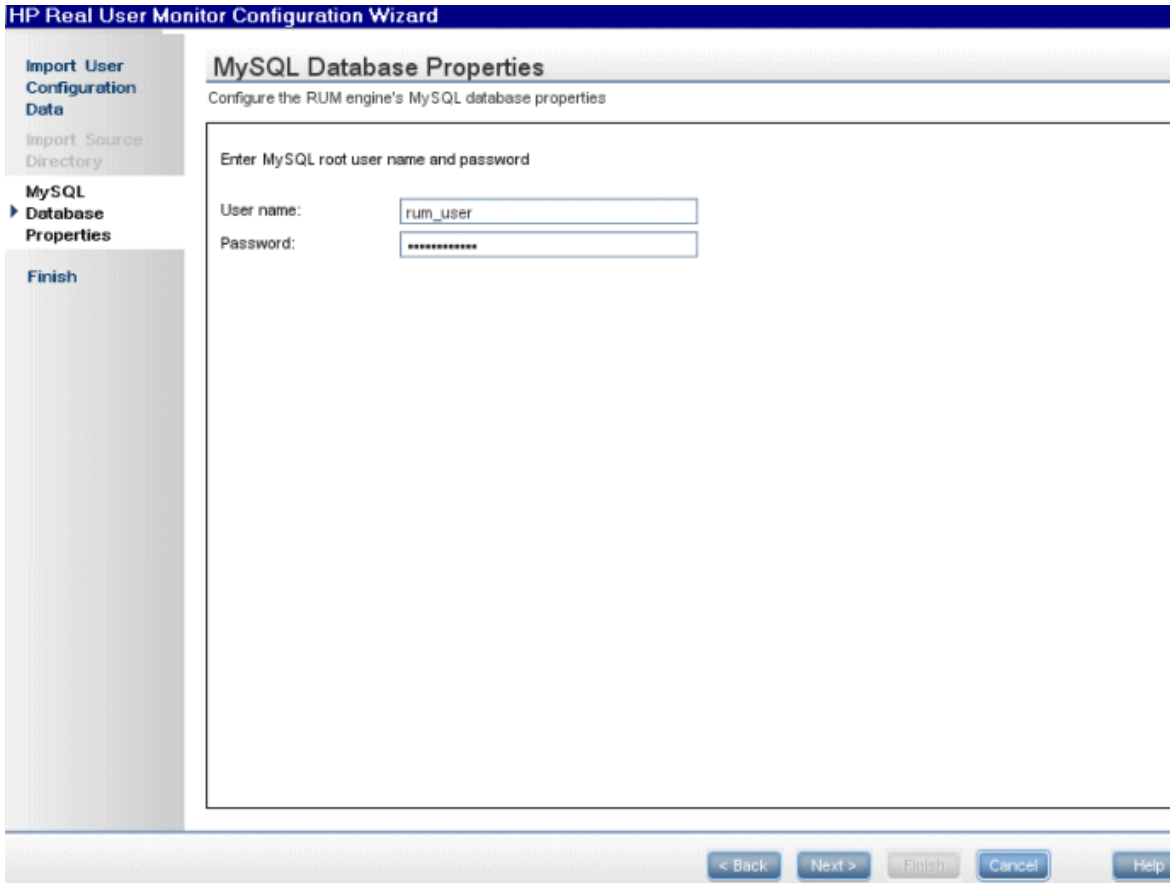 HP Real User Monitor Configuration Wizard
Import User
Configuration
Data
Import Source
Directory
MySQL
Database
Properties
Finish
MySQL Database Properties
Configure the RUM engine's MySQL database properties
Enter MySQL root user name and password
User name:
rum_user
Password:
••••••••••••
< Back
Next >
Finish
Cancel
Help